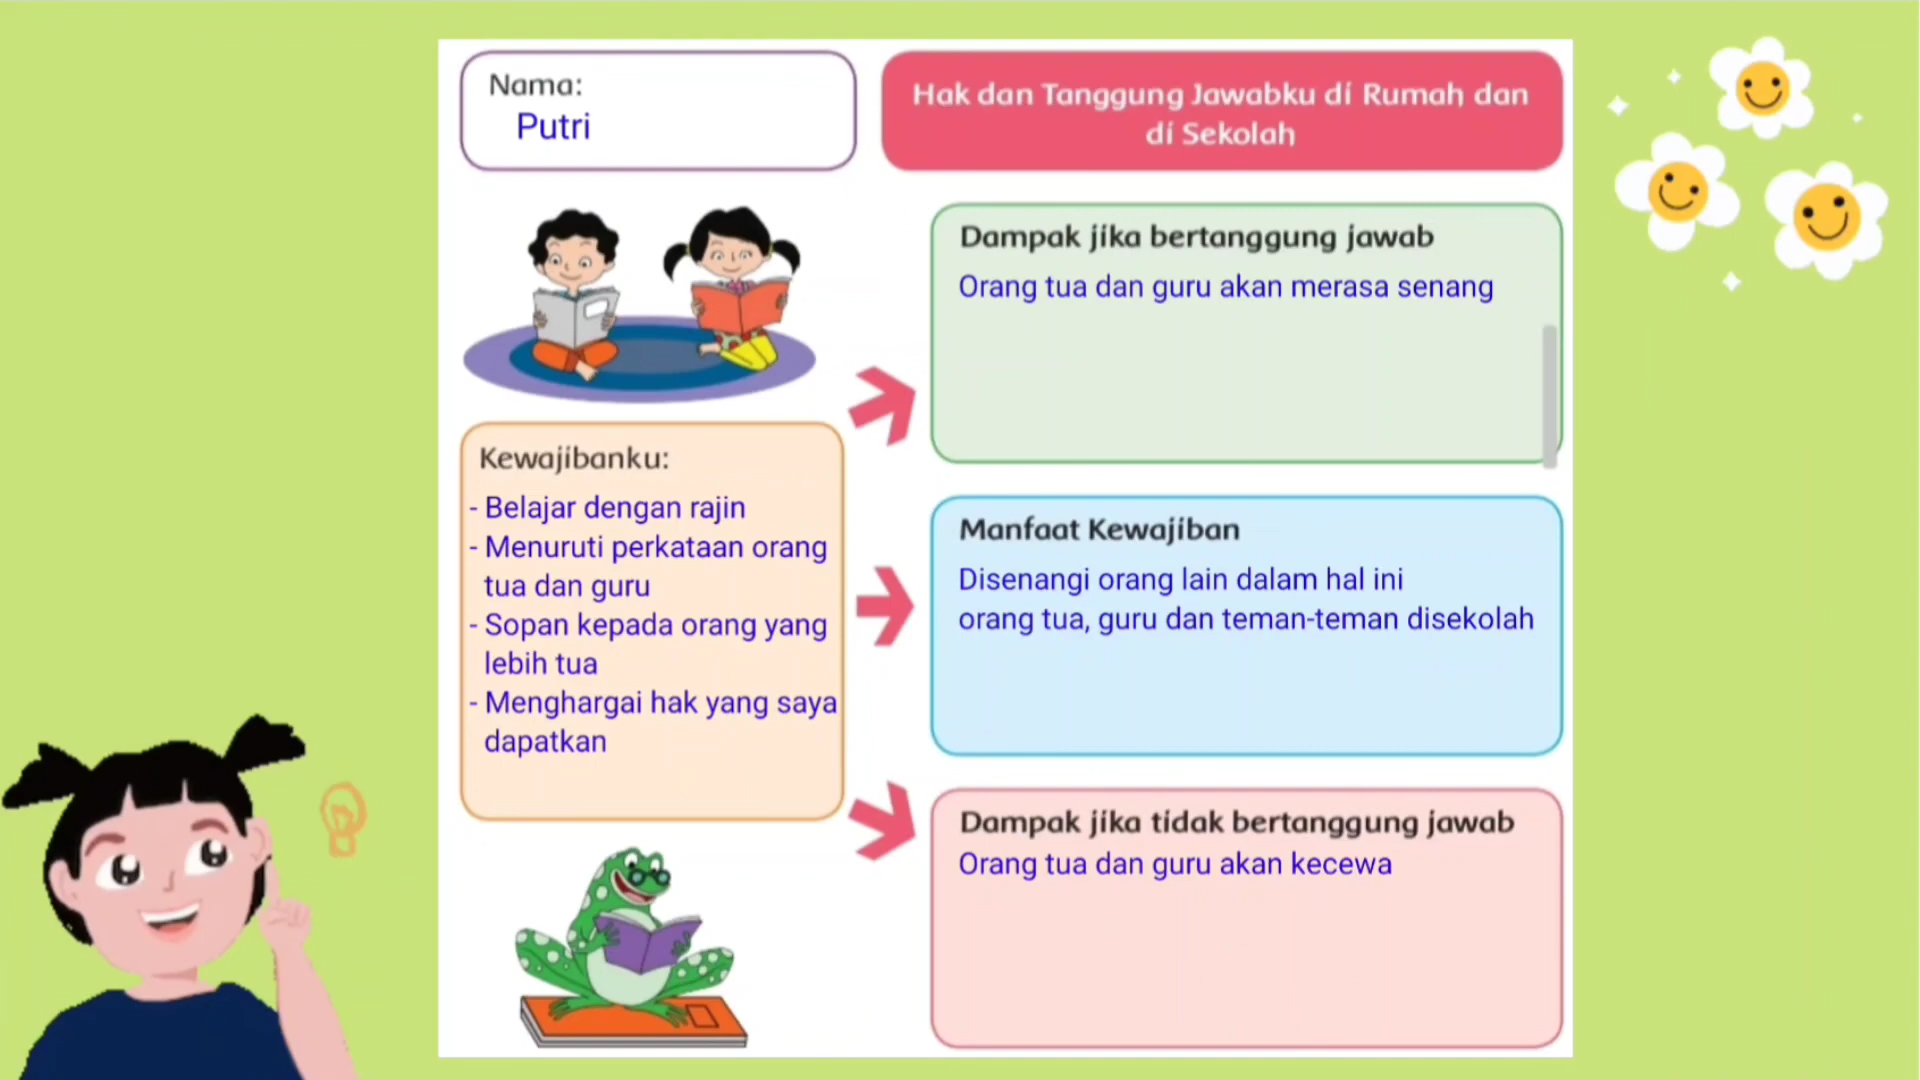 Nama:
Putri
Hak dan Tanggung Jawabku di Rumah dan
di Sekolah
Dampak jika bertanggung jawab
Orang tua dan guru akan merasa senang
Kewajibanku:
- Belajar dengan rajin
- Menuruti perkataan orang
tua dan guru
- Sopan kepada orang yang
lebih tua
- Menghargai hak yang saya
dapatkan
Manfaat Kewajiban
Disenangi orang lain dalam hal ini
orang tua, guru dan teman-teman disekolah
Dampak jika tidak bertanggung jawab
Orang tua dan guru akan kecewa